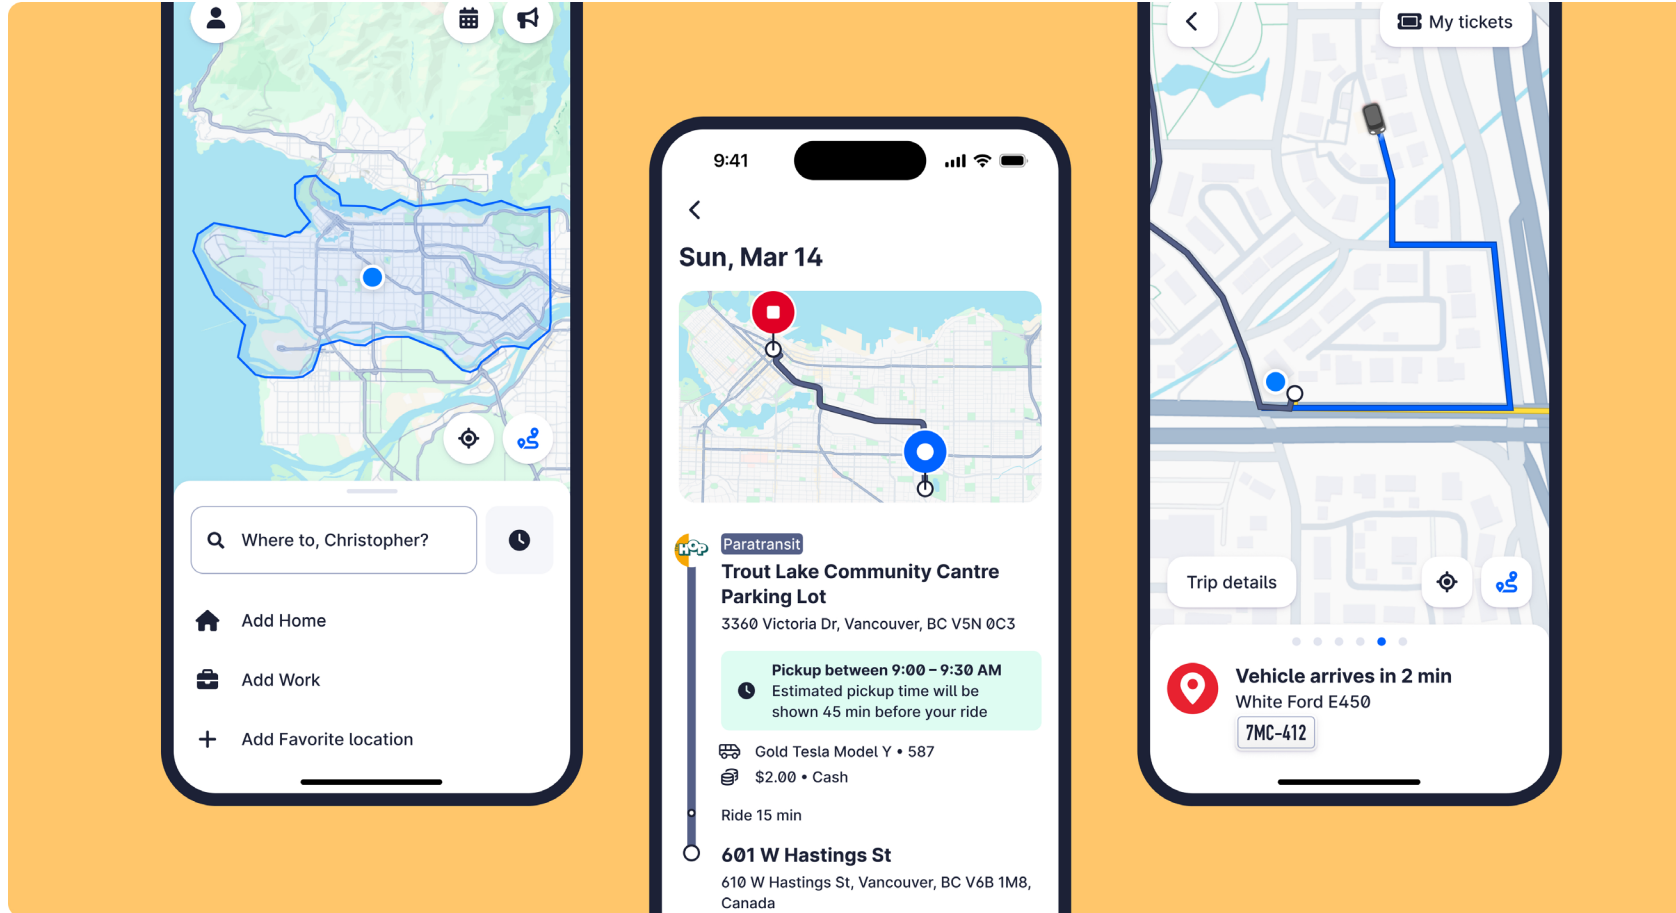 Where to, Christopher?
Add Home
Add Work
Add Favorite location
9:41
Sun, Mar 14
HOP
Paratransit
Trout Lake Community Cantre
Parking Lot
3360 Victoria Dr, Vancouver, BC V5N 0C3
Pickup between 9:00 – 9:30 AM
Estimated pickup time will be
shown 45 min before your ride
Gold Tesla Model Y • 587
$2.00 • Cash
Ride 15 min
601 W Hastings St
610 W Hastings St, Vancouver, BC V6B 1M8,
Canada
My tickets
Trip details
Vehicle arrives in 2 min
White Ford E450
7MC-412